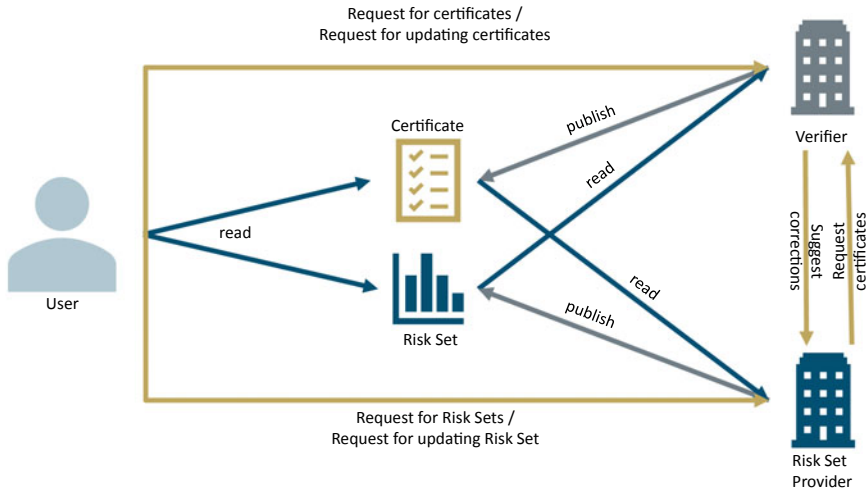 Request for certificates /
Request for updating certificates
Certificate
publish
Verifier
read
read
User
Suggest
corrections
Request
certificates
read
publish
Risk Set
Request for Risk Sets /
Request for updating Risk Set
Risk Set
Provider